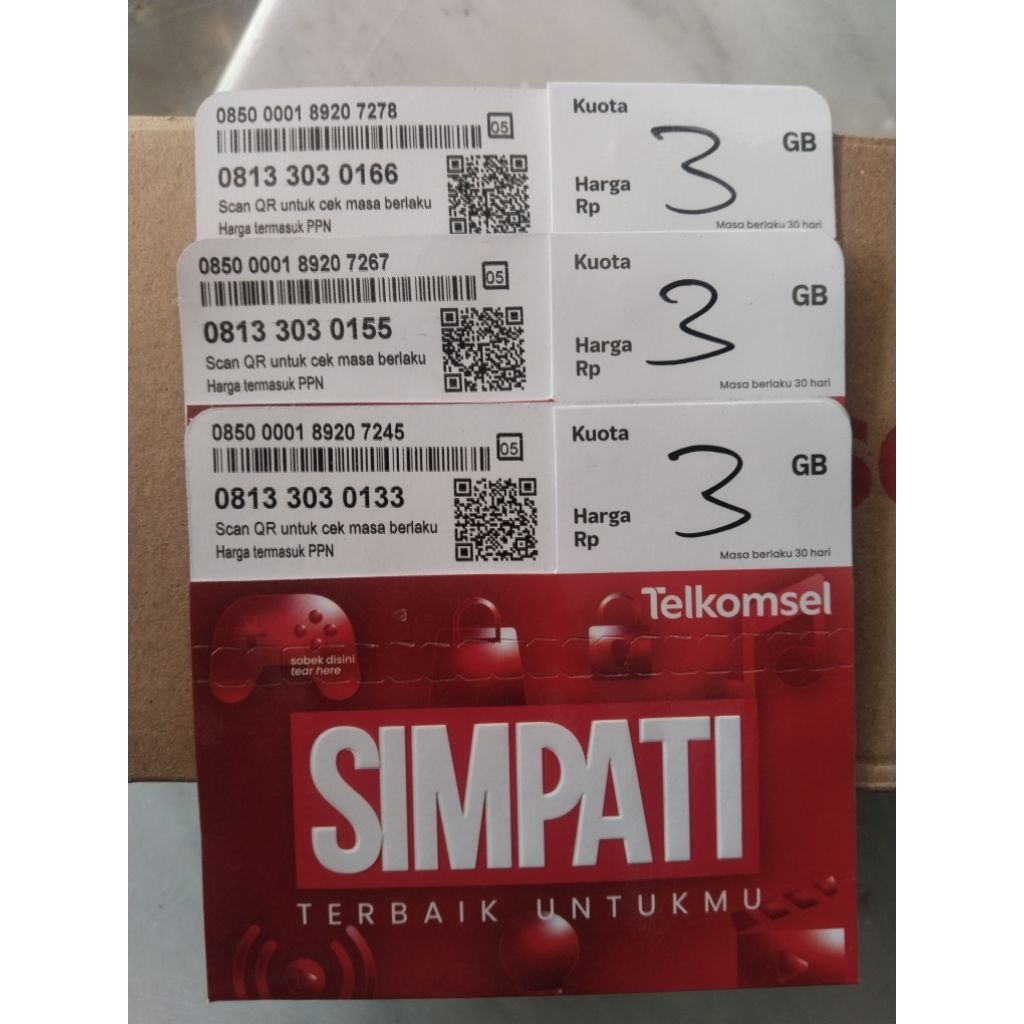 0850 0001 8920 7278
05
0813 303 0166
Scan QR untuk cek masa berlaku
Harga termasuk PPN
Kuota
3 GB
Harga
Rp
Masa berlaku 30 hari
0850 0001 8920 7267
05
0813 303 0155
Scan QR untuk cek masa berlaku
Harga termasuk PPN
Kuota
3 GB
Harga
Rp
Masa berlaku 30 hari
0850 0001 8920 7245
05
0813 303 0133
Scan QR untuk cek masa berlaku
Harga termasuk PPN
Kuota
3 GB
Harga
Rp
Masa berlaku 30 hari
Telkomsel
sobek disini
tear here
SIMPATI
TERBAIK UNTUKMU